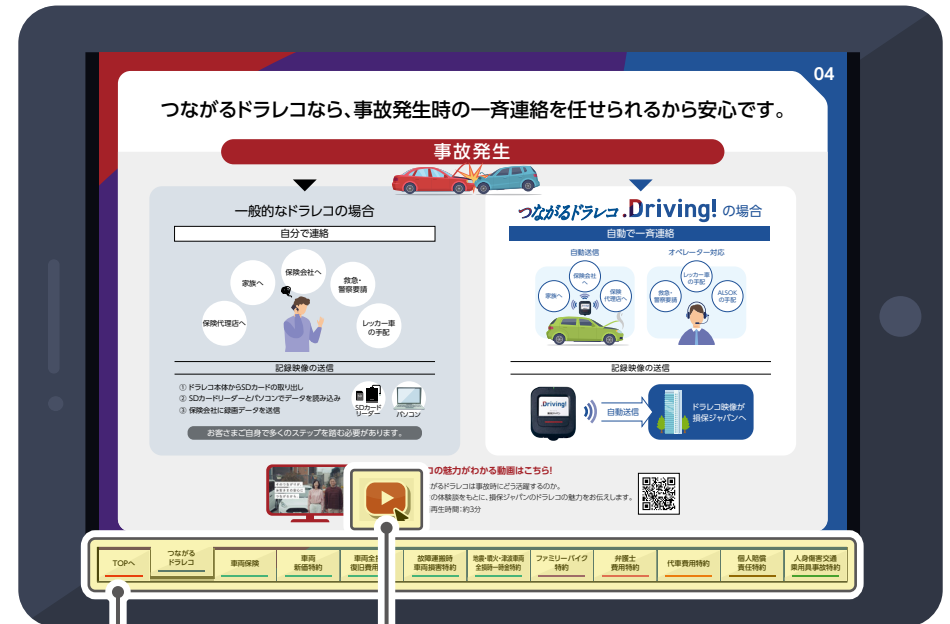 04
つながるドラレコなら、事故発生時の一斉連絡を任せられるから安心です。
事故発生
一般的なドラレコの場合
自分で連絡
家族へ
保険会社へ
救急・
警察要請
保険代理店へ
レッカー車
の手配
記録映像の送信
① ドラレコ本体からSDカードの取り出し
② SDカードリーダーとパソコンでデータを読み込み
③ 保険会社に録画データを送信
SDカード
リーダー
パソコン
お客さまご自身で多くのステップを踏む必要があります。
つながるドラレコ .Driving! の場合
自動で一斉連絡
自動送信
家族へ
保険会社
へ
保険
代理店へ
オペレーター対応
救急・
警察要請
レッカー車
の手配
ALSOK
の手配
記録映像の送信
.Driving!
自動送信
ドラレコ映像が
損保ジャパンへ
コの魅力がわかる動画はこちら!
がるドラレコは事故時にどう活躍するのか。
の体験談をもとに、損保ジャパンのドラレコの魅力をお伝えします。
再生時間:約3分
TOPへ
つながる
ドラレコ
車両保険
車両
新価特約
車両全
復旧費用
故障運搬時
車両損害特約
地震・噴火・津波車両
全損時一時金特約
ファミリーバイク
特約
弁護士
費用特約
代車費用特約
個人賠償
責任特約
人身傷害交通
乗用具事故特約